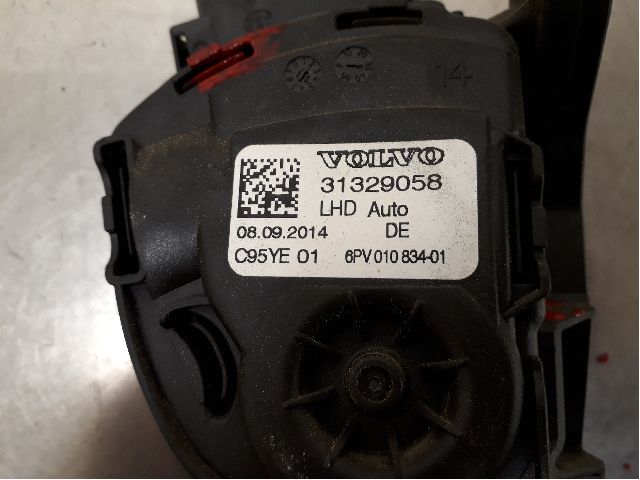 14
VOLVO
31329058
LHD Auto
08.09.2014 DE
C95YE 01 6PV 010 834-01